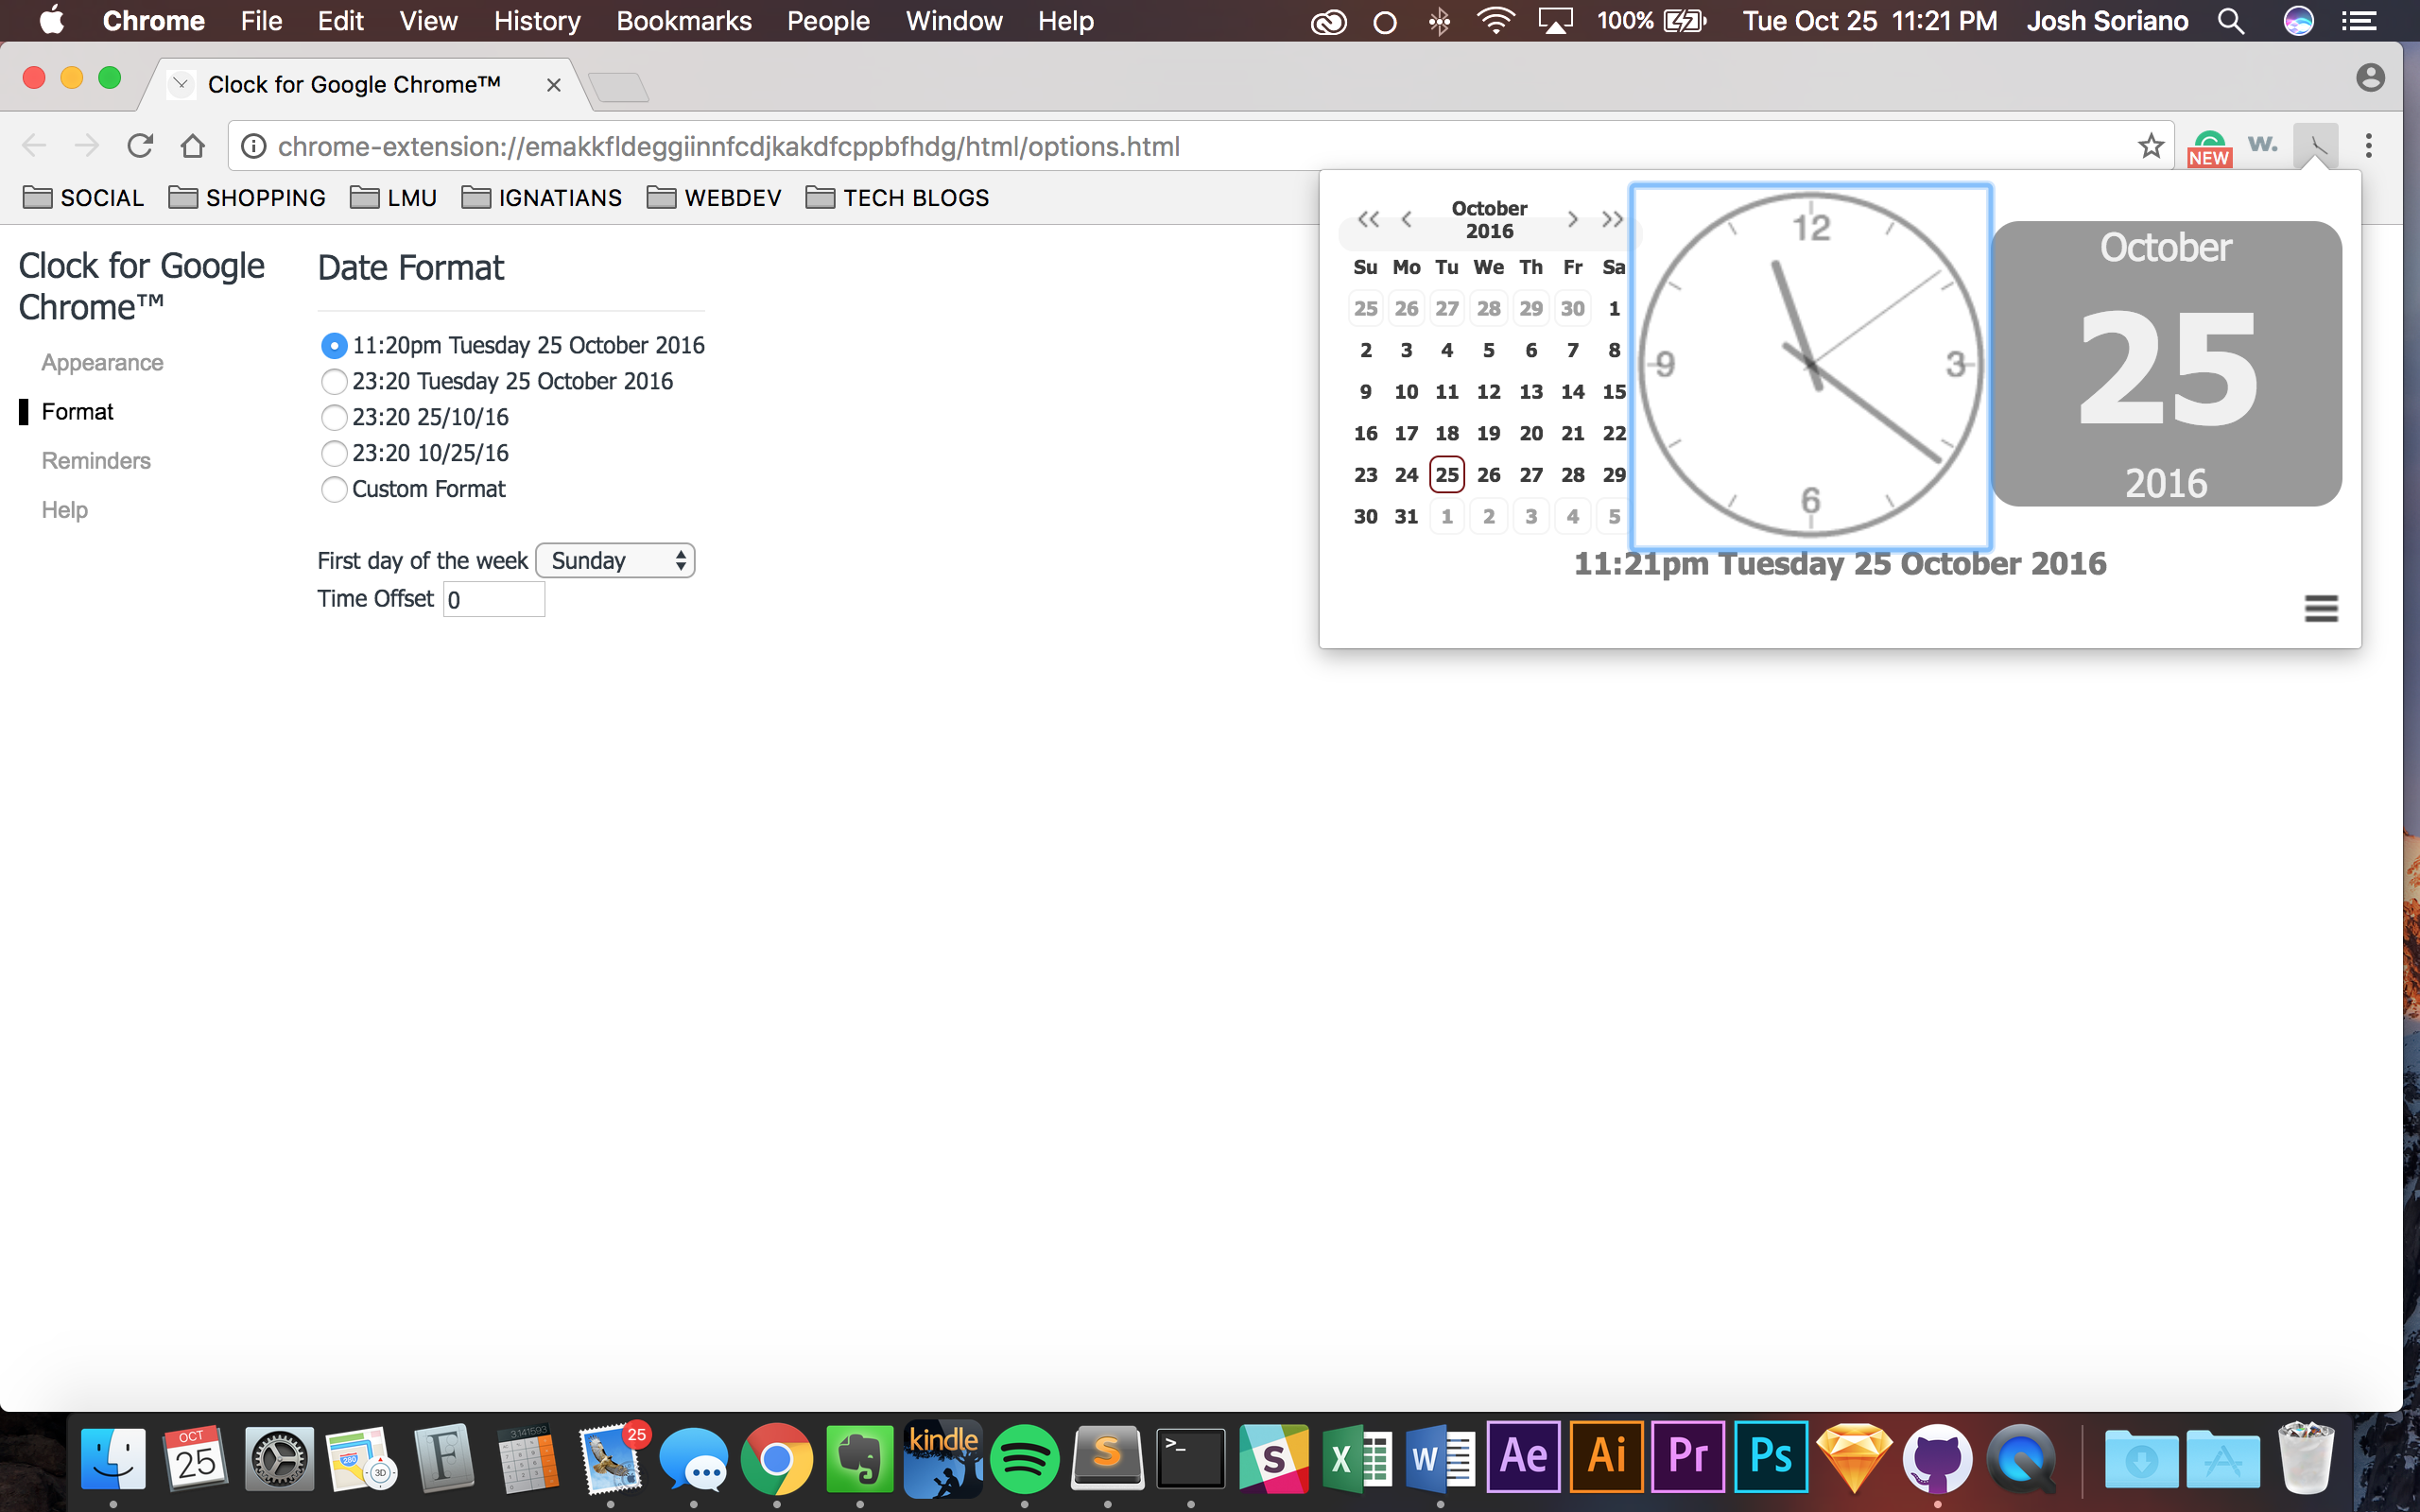 Chrome File Edit View History Bookmarks People Window Help 100% Tue Oct 25 11:21 PM Josh Soriano
Clock for Google Chrome™
chrome-extension://emakkfldeggiinnfcdjkakdfcppbfhdg/html/options.html
NEW
w.
SOCIAL SHOPPING LMU IGNATIANS WEBDEV TECH BLOGS
Clock for Google
Chrome™
Appearance
Format
Reminders
Help
Date Format
11:20pm Tuesday 25 October 2016
23:20 Tuesday 25 October 2016
23:20 25/10/16
23:20 10/25/16
Custom Format
First day of the week Sunday
Time Offset 0
October
2016
Su Mo Tu We Th Fr Sa
25 26 27 28 29 30 1
2 3 4 5 6 7 8
9 10 11 12 13 14 15
16 17 18 19 20 21 22
23 24 25 26 27 28 29
30 31 1 2 3 4 5
12
9 3
6
October
25
2016
11:21pm Tuesday 25 October 2016
OCT
25
280
3D
F
3.141593
25
kindle
S
>_
S
X
W
Ae
Ai
Pr
Ps